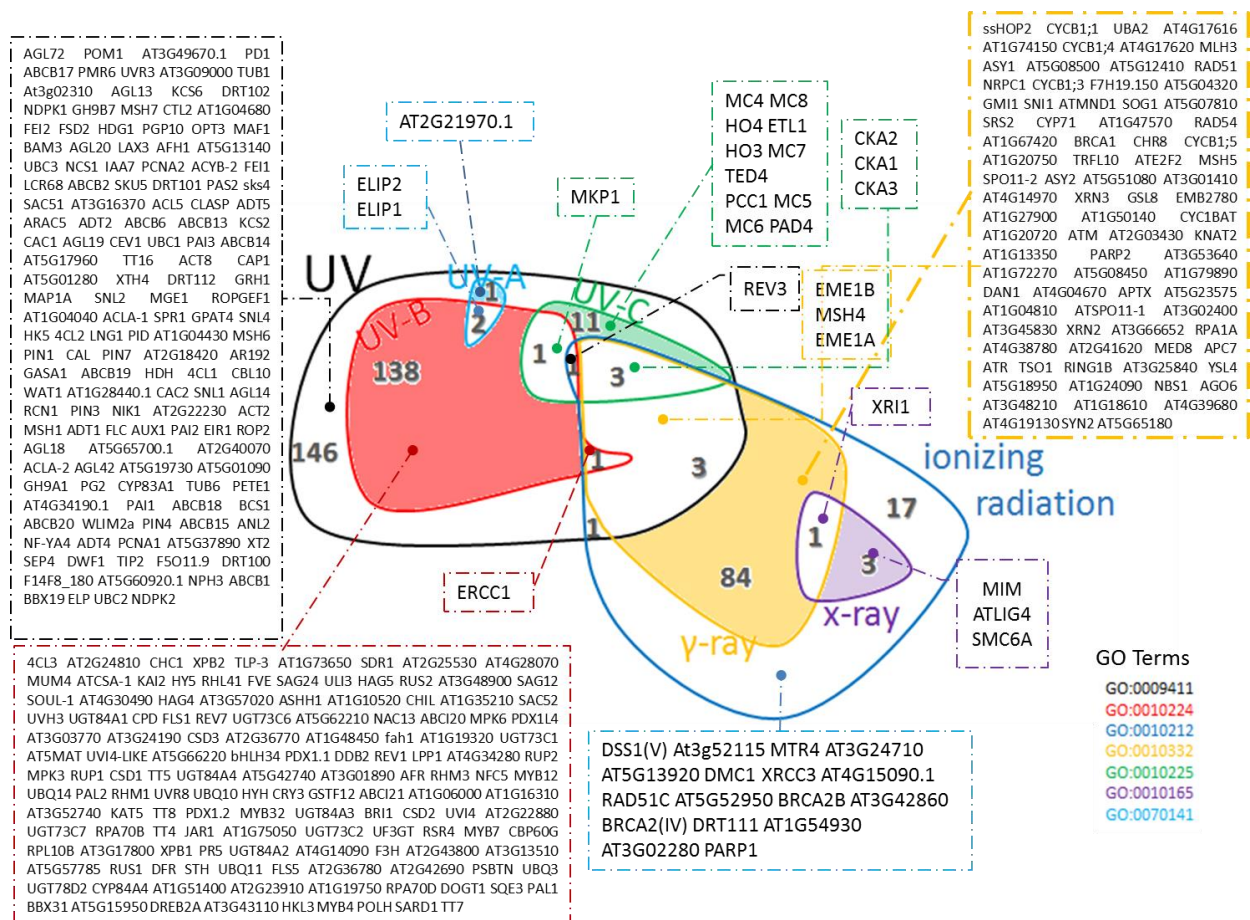 AGL72 POM1 AT3G49670.1 PD1
ABCB17 PMR6 UVR3 AT3G09000 TUB1
At3g02310 AGL13 KCS6 DRT102
NDPK1 GH9B7 MSH7 CTL2 AT1G04680
FEI2 FSD2 HDG1 PGP10 OPT3 MAF1
BAM3 AGL20 LAX3 AFH1 AT5G13140
UBC3 NCS1 IAA7 PCNA2 ACYB-2 FEI1
LCR68 ABCB2 SKU5 DRT101 PAS2 sks4
SAC51 AT3G16370 ACL5 CLASP ADT5
ARAC5 ADT2 ABCB6 ABCB13 KCS2
CAC1 AGL19 CEV1 UBC1 PAI3 ABCB14
AT5G17960 TT16 ACT8 CAP1
AT5G01280 XTH4 DRT112 GRH1
MAP1A SNL2 MGE1 ROPGEF1
AT1G04040 ACLA-1 SPR1 GPAT4 SNL4
HK5 4CL2 LNG1 PID AT1G04430 MSH6
PIN1 CAL PIN7 AT2G18420 AR192
GASA1 ABCB19 HDH 4CL1 CBL10
WAT1 AT1G28440.1 CAC2 SNL1 AGL14
RCN1 PIN3 NIK1 AT2G22230 ACT2
MSH1 ADT1 FLC AUX1 PAI2 EIR1 ROP2
AGL18 AT5G65700.1 AT2G40070
ACLA-2 AGL42 AT5G19730 AT5G01090
GH9A1 PG2 CYP83A1 TUB6 PETE1
AT4G34190.1 PAI1 ABCB18 BCS1
ABCB20 WLIM2a PIN4 ABCB15 ANL2
NF-YA4 ADT4 PCNA1 AT5G37890 XT2
SEP4 DWF1 TIP2 F5O11.9 DRT100
F14F8_180 AT5G60920.1 NPH3 ABCB1
BBX19 ELP UBC2 NDPK2
AT2G21970.1
ELIP2
ELIP1
MKP1
MC4 MC8
HO4 ETL1
HO3 MC7
TED4
PCC1 MC5
MC6 PAD4
CKA2
CKA1
CKA3
REV3
EME1B
MSH4
EME1A
XRI1
ssHOP2 CYCB1;1 UBA2 AT4G17616
AT1G74150 CYCB1;4 AT4G17620 MLH3
ASY1 AT5G08500 AT5G12410 RAD51
NRPC1 CYCB1;3 F7H19.150 AT5G04320
GMI1 SNI1 ATMND1 SOG1 AT5G07810
SRS2 CYP71 AT1G47570 RAD54
AT1G67420 BRCA1 CHR8 CYCB1;5
AT1G20750 TRFL10 ATE2F2 MSH5
SPO11-2 ASY2 AT5G51080 AT3G01410
AT4G14970 XRN3 GSL8 EMB2780
AT1G27900 AT1G50140 CYC1BAT
AT1G20720 ATM AT2G03430 KNAT2
AT1G13350 PARP2 AT3G53640
AT1G72270 AT5G08450 AT1G79890
DAN1 AT4G04670 APTX AT5G23575
AT1G04810 ATSPO11-1 AT3G02400
AT3G45830 XRN2 AT3G66652 RPA1A
AT4G38780 AT2G41620 MED8 APC7
ATR TSO1 RING1B AT3G25840 YSL4
AT5G18950 AT1G24090 NBS1 AGO6
AT3G48210 AT1G18610 AT4G39680
AT4G19130 SYN2 AT5G65180
UV
UV-A
UV-B
UV-C
1
2
11
138
1
1
3
146
1
3
1
17
1
3
84
ionizing
radiation
x-ray
γ-ray
ERCC1
MIM
ATLIG4
SMC6A
4CL3 AT2G24810 CHC1 XPB2 TLP-3 AT1G73650 SDR1 AT2G25530 AT4G28070
MUM4 ATCSA-1 KAI2 HY5 RHL41 FVE SAG24 ULI3 HAG5 RUS2 AT3G48900 SAG12
SOUL-1 AT4G30490 HAG4 AT3G57020 ASHH1 AT1G10520 CHIL AT1G35210 SAC52
UVH3 UGT84A1 CPD FLS1 REV7 UGT73C6 AT5G62210 NAC13 ABCI20 MPK6 PDX1L4
AT3G03770 AT3G24190 CSD3 AT2G36770 AT1G48450 fah1 AT1G19320 UGT73C1
AT5MAT UVI4-LIKE AT5G66220 bHLH34 PDX1.1 DDB2 REV1 LPP1 AT4G34280 RUP2
MPK3 RUP1 CSD1 TT5 UGT84A4 AT5G42740 AT3G01890 AFR RHM3 NFC5 MYB12
UBQ14 PAL2 RHM1 UVR8 UBQ10 HYH CRY3 GSTF12 ABCI21 AT1G06000 AT1G16310
AT3G52740 KAT5 TT8 PDX1.2 MYB32 UGT84A3 BRI1 CSD2 UVI4 AT2G22880
UGT73C7 RPA70B TT4 JAR1 AT1G75050 UGT73C2 UF3GT RSR4 MYB7 CBP60G
RPL10B AT3G17800 XPB1 PR5 UGT84A2 AT4G14090 F3H AT2G43800 AT3G13510
AT5G57785 RUS1 DFR STH UBQ11 FLS5 AT2G36780 AT2G42690 PSBTN UBQ3
UGT78D2 CYP84A4 AT1G51400 AT2G23910 AT1G19750 RPA70D DOGT1 SQE3 PAL1
BBX31 AT5G15950 DREB2A AT3G43110 HKL3 MYB4 POLH SARD1 TT7
DSS1(V) At3g52115 MTR4 AT3G24710
AT5G13920 DMC1 XRCC3 AT4G15090.1
RAD51C AT5G52950 BRCA2B AT3G42860
BRCA2(IV) DRT111 AT1G54930
AT3G02280 PARP1
GO Terms
GO:0009411
GO:0010224
GO:0010212
GO:0010332
GO:0010225
GO:0010165
GO:0070141